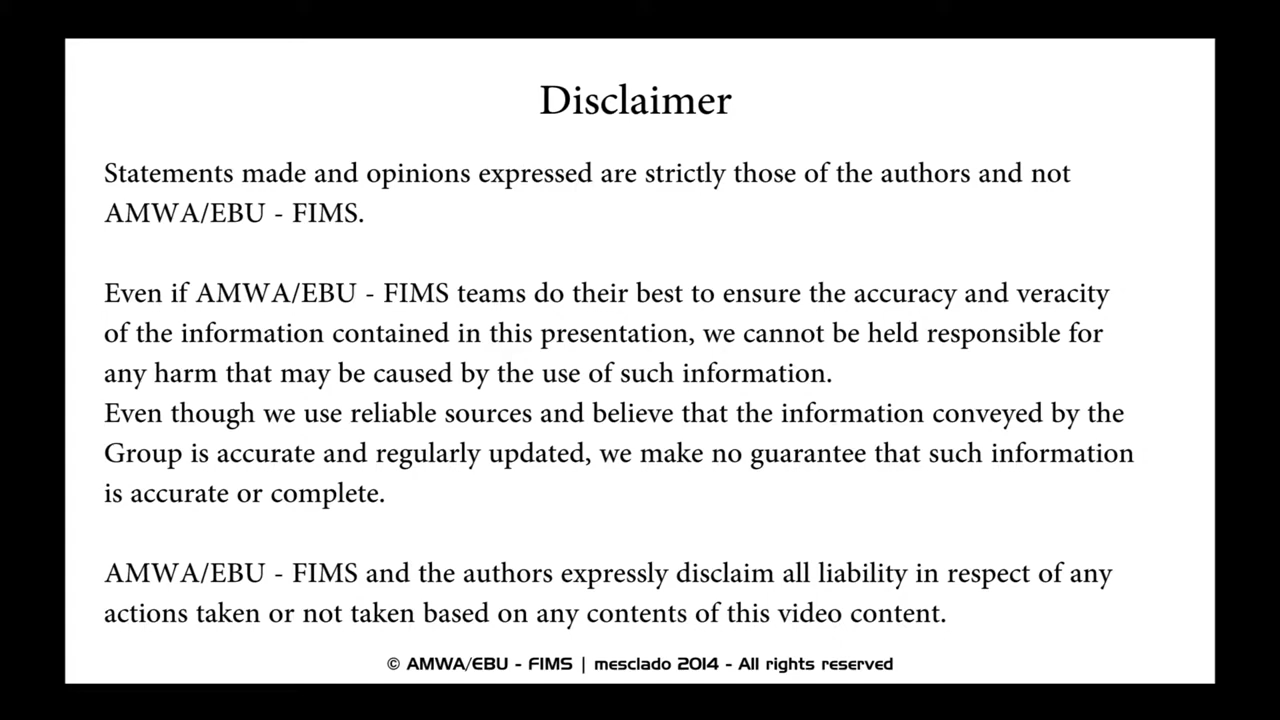 Disclaimer
Statements made and opinions expressed are strictly those of the authors and not
AMWA/EBU - FIMS.
Even if AMWA/EBU - FIMS teams do their best to ensure the accuracy and veracity
of the information contained in this presentation, we cannot be held responsible for
any harm that may be caused by the use of such information.
Even though we use reliable sources and believe that the information conveyed by the
Group is accurate and regularly updated, we make no guarantee that such information
is accurate or complete.
AMWA/EBU - FIMS and the authors expressly disclaim all liability in respect of any
actions taken or not taken based on any contents of this video content.
© AMWA/EBU - FIMS | mesclado 2014 - All rights reserved